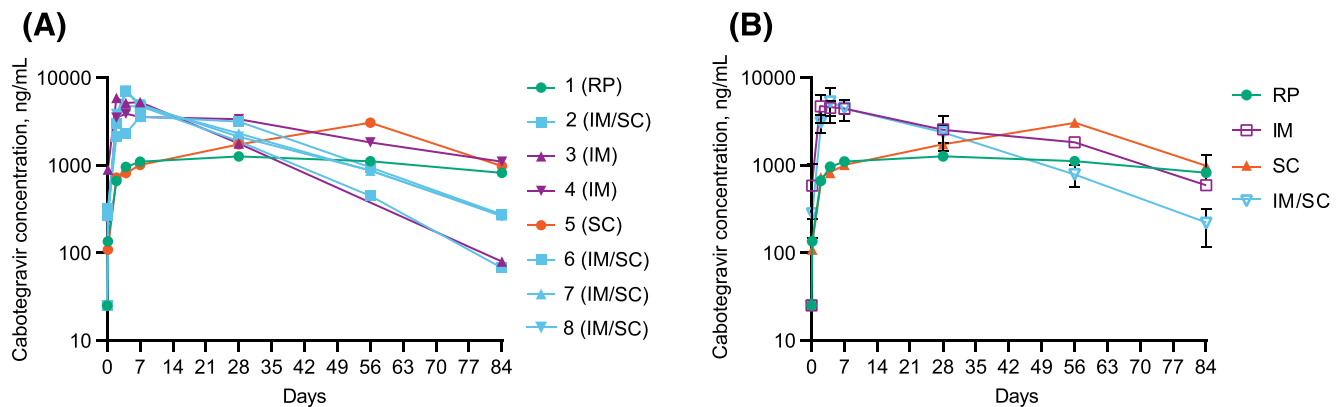 (A)
Cabotegravir concentration, ng/mL
10000
1000
100
10
0 7 14 21 28 35 42 49 56 63 70 77 84
Days
1 (RP)
2 (IM/SC)
3 (IM)
4 (IM)
5 (SC)
6 (IM/SC)
7 (IM/SC)
8 (IM/SC)
(B)
Cabotegravir concentration, ng/mL
10000
1000
100
10
0 7 14 21 28 35 42 49 56 63 70 77 84
Days
RP
IM
SC
IM/SC